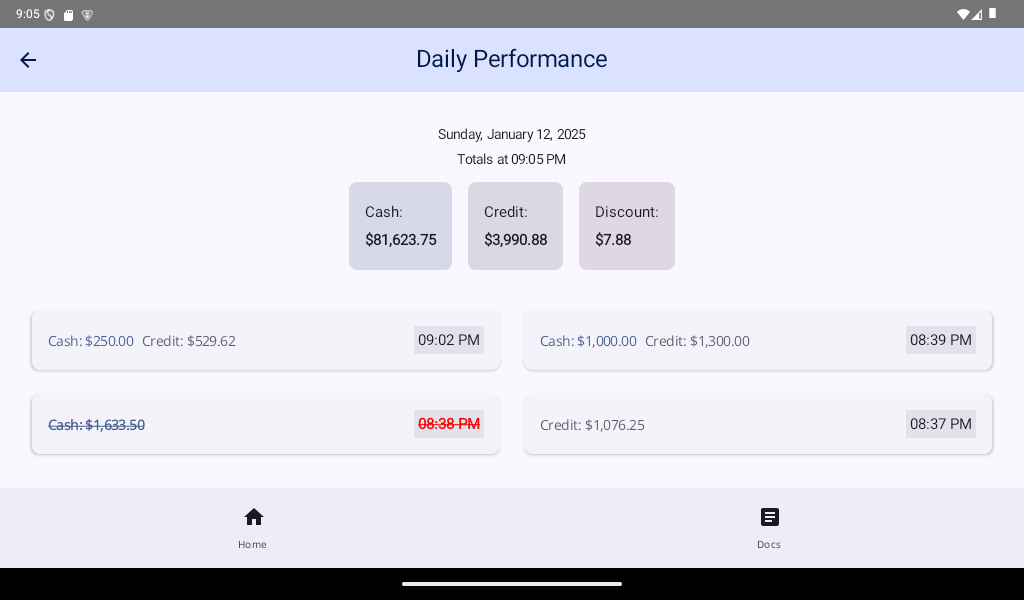 9:05
Daily Performance
Sunday, January 12, 2025
Totals at 09:05 PM
Cash:
$81,623.75
Credit:
$3,990.88
Discount:
$7.88
Cash: $250.00 Credit: $529.62 09:02 PM
Cash: $1,000.00 Credit: $1,300.00 08:39 PM
Cash: $1,633.50 08:38 PM
Credit: $1,076.25 08:37 PM
Home
Docs